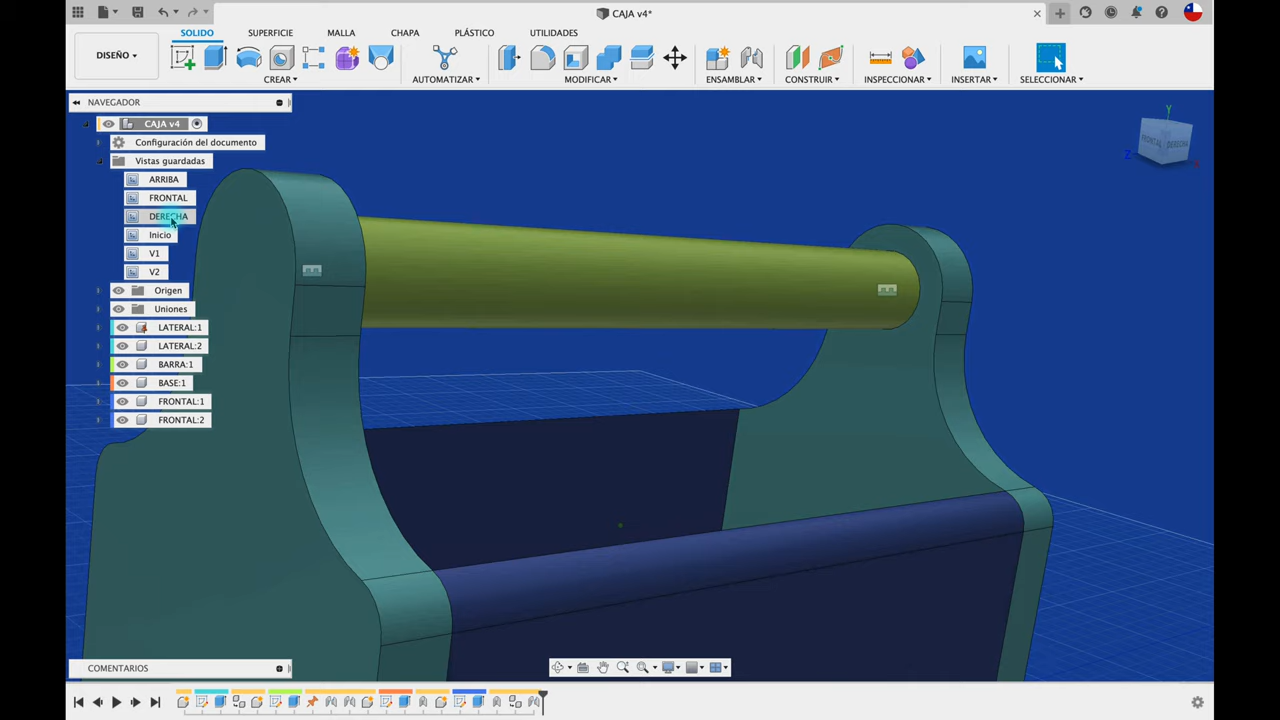 CAJA v4*
SOLIDO SUPERFICIE MALLA CHAPA PLÁSTICO UTILIDADES
DISEÑO
CREAR AUTOMATIZAR MODIFICAR ENSAMBLAR CONSTRUIR INSPECCIONAR INSERTAR SELECCIONAR
NAVEGADOR
CAJA v4
Configuración del documento
Vistas guardadas
ARRIBA
FRONTAL
DERECHA
Inicio
V1
V2
Origen
Uniones
LATERAL:1
LATERAL:2
BARRA:1
BASE:1
FRONTAL:1
FRONTAL:2
Y
Z
X
FRONTAL DERECHA
COMENTARIOS